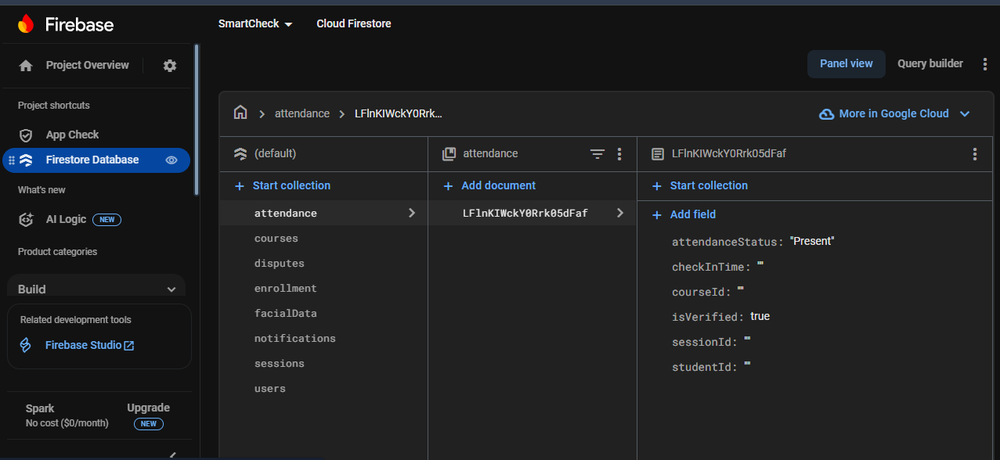 Firebase
SmartCheck
Cloud Firestore
Project Overview
Project shortcuts
App Check
Firestore Database
What's new
AI Logic NEW
Product categories
Build
Related development tools
Firebase Studio
Spark
No cost ($0/month)
Upgrade
NEW
Panel view
Query builder
attendance
LFlnKIWckY0Rrk...
More in Google Cloud
(default)
Start collection
attendance
courses
disputes
enrollment
facialData
notifications
sessions
users
attendance
Add document
LFlnKIWckY0Rrk05dFaf
LFlnKIWckY0Rrk05dFaf
Start collection
Add field
attendanceStatus: "Present"
checkInTime: ""
courseId: ""
isVerified: true
sessionId: ""
studentId: ""